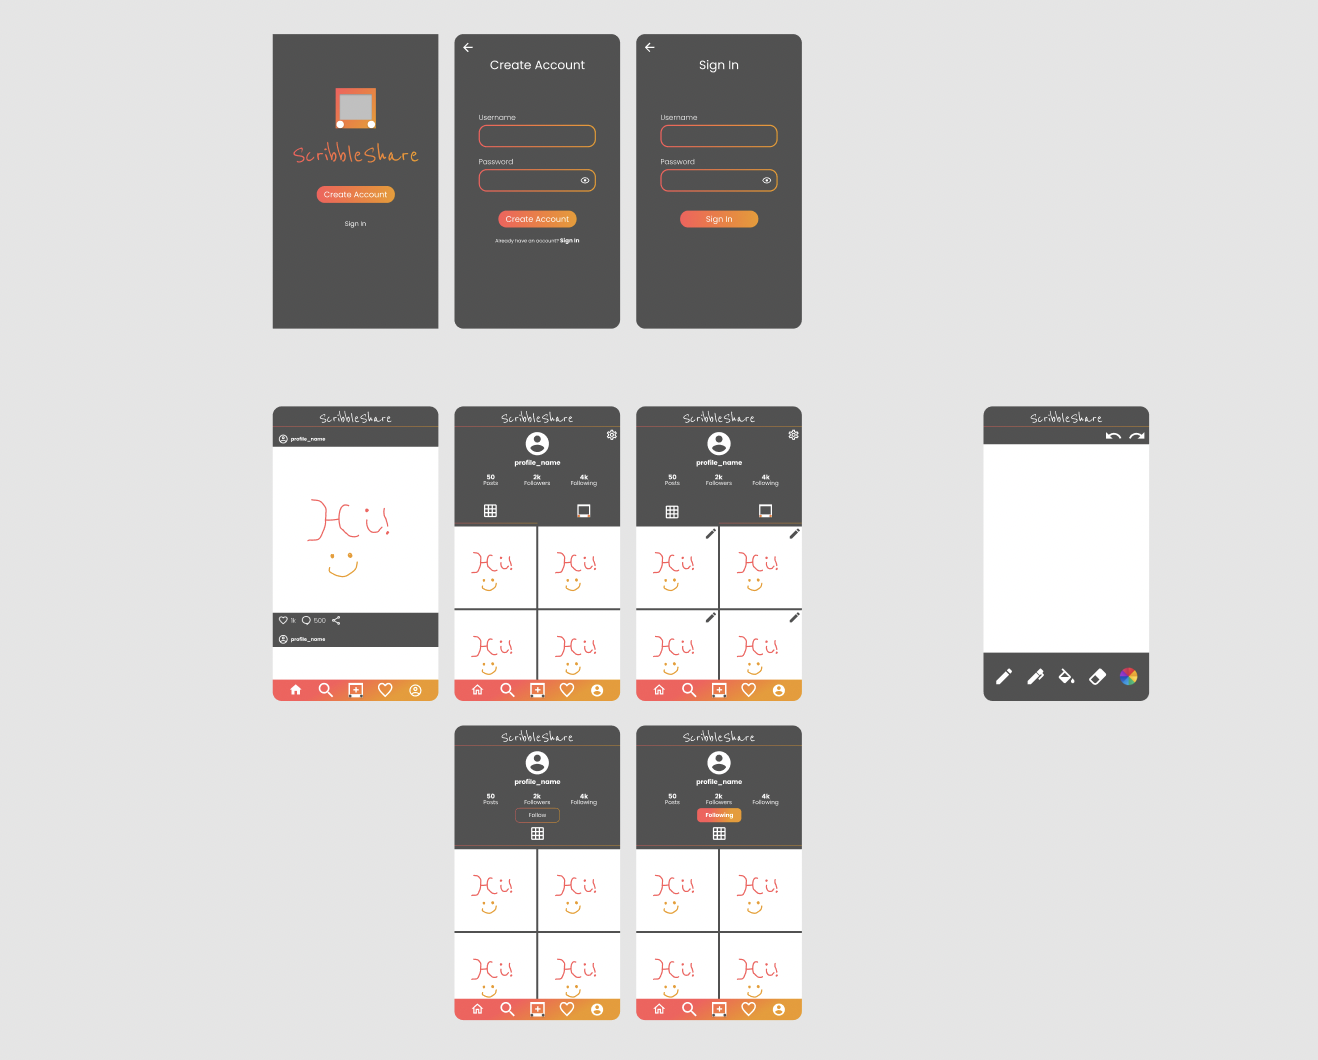 ScribbleShare
Create Account
Sign In
Create Account
Username
Password
Create Account
Already have an account? Sign In
Sign In
Username
Password
Sign In
ScribbleShare
profile_name
Hi!
1k 500
profile_name
ScribbleShare
profile_name
50 2k 4k
Posts Followers Following
Hi! Hi!
Hi! Hi!
ScribbleShare
profile_name
50 2k 4k
Posts Followers Following
Hi! Hi!
Hi! Hi!
ScribbleShare
ScribbleShare
profile_name
50 2k 4k
Posts Followers Following
Follow
Hi! Hi!
Hi! Hi!
ScribbleShare
profile_name
50 2k 4k
Posts Followers Following
Following
Hi! Hi!
Hi! Hi!